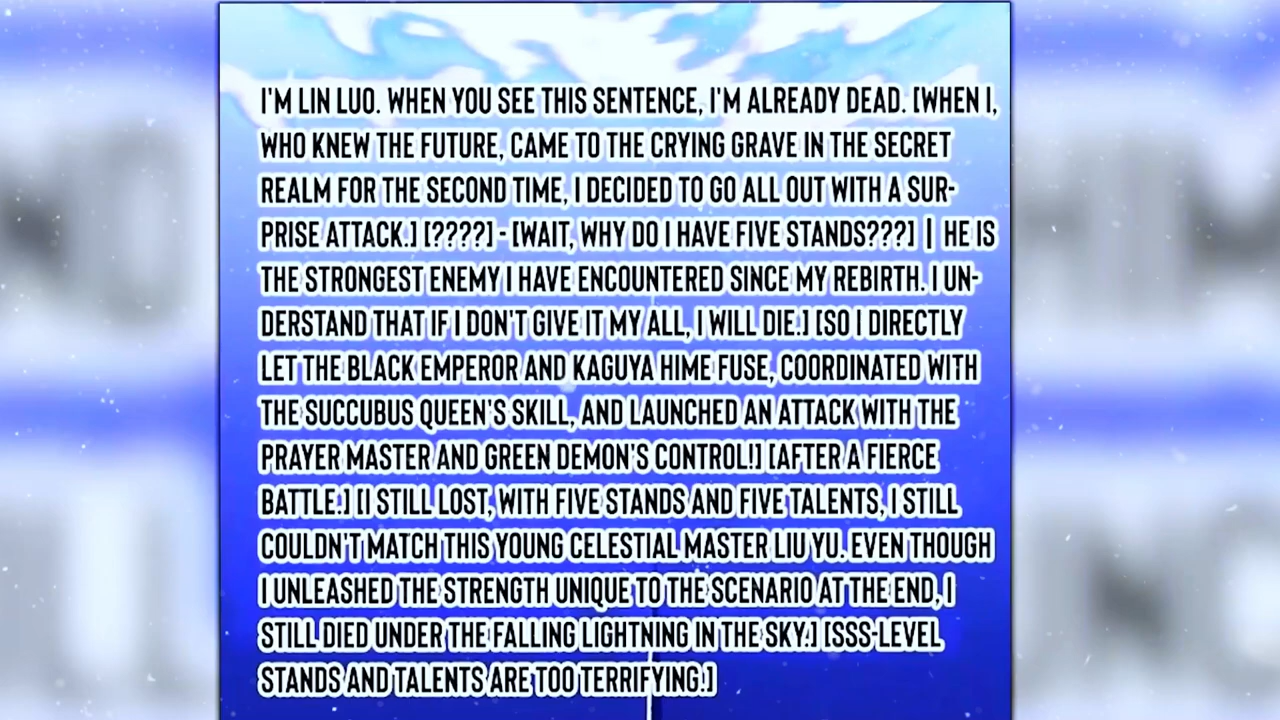 I'M LIN LUO. WHEN YOU SEE THIS SENTENCE, I'M ALREADY DEAD. [WHEN I,
WHO KNEW THE FUTURE, CAME TO THE CRYING GRAVE IN THE SECRET
REALM FOR THE SECOND TIME, I DECIDED TO GO ALL OUT WITH A SUR-
PRISE ATTACK.] [????] - [WAIT, WHY DO I HAVE FIVE STANDS???] | HE IS
THE STRONGEST ENEMY I HAVE ENCOUNTERED SINCE MY REBIRTH. I UN-
DERSTAND THAT IF I DON'T GIVE IT MY ALL, I WILL DIE.] [SO I DIRECTLY
LET THE BLACK EMPEROR AND KAGUYA HIME FUSE, COORDINATED WITH
THE SUCCUBUS QUEEN'S SKILL, AND LAUNCHED AN ATTACK WITH THE
PRAYER MASTER AND GREEN DEMON'S CONTROL!] [AFTER A FIERCE
BATTLE.] [I STILL LOST, WITH FIVE STANDS AND FIVE TALENTS, I STILL
COULDN'T MATCH THIS YOUNG CELESTIAL MASTER LIU YU. EVEN THOUGH
I UNLEASHED THE STRENGTH UNIQUE TO THE SCENARIO AT THE END, I
STILL DIED UNDER THE FALLING LIGHTNING IN THE SKY.] [SSS-LEVEL
STANDS AND TALENTS ARE TOO TERRIFYING.]